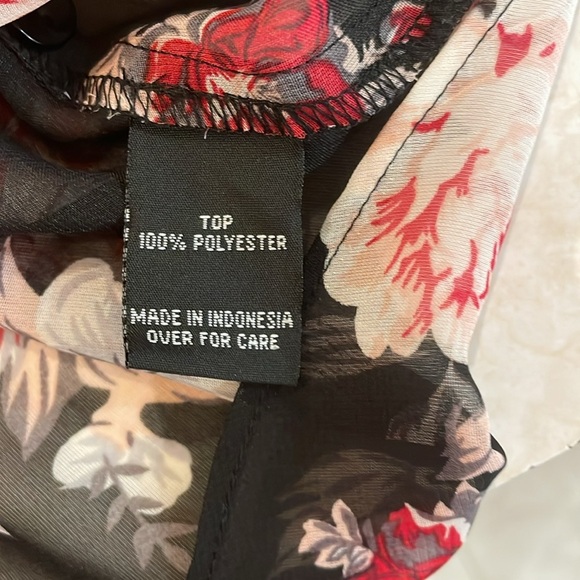 TOP
100% POLYESTER
MADE IN INDONESIA
OVER FOR CARE